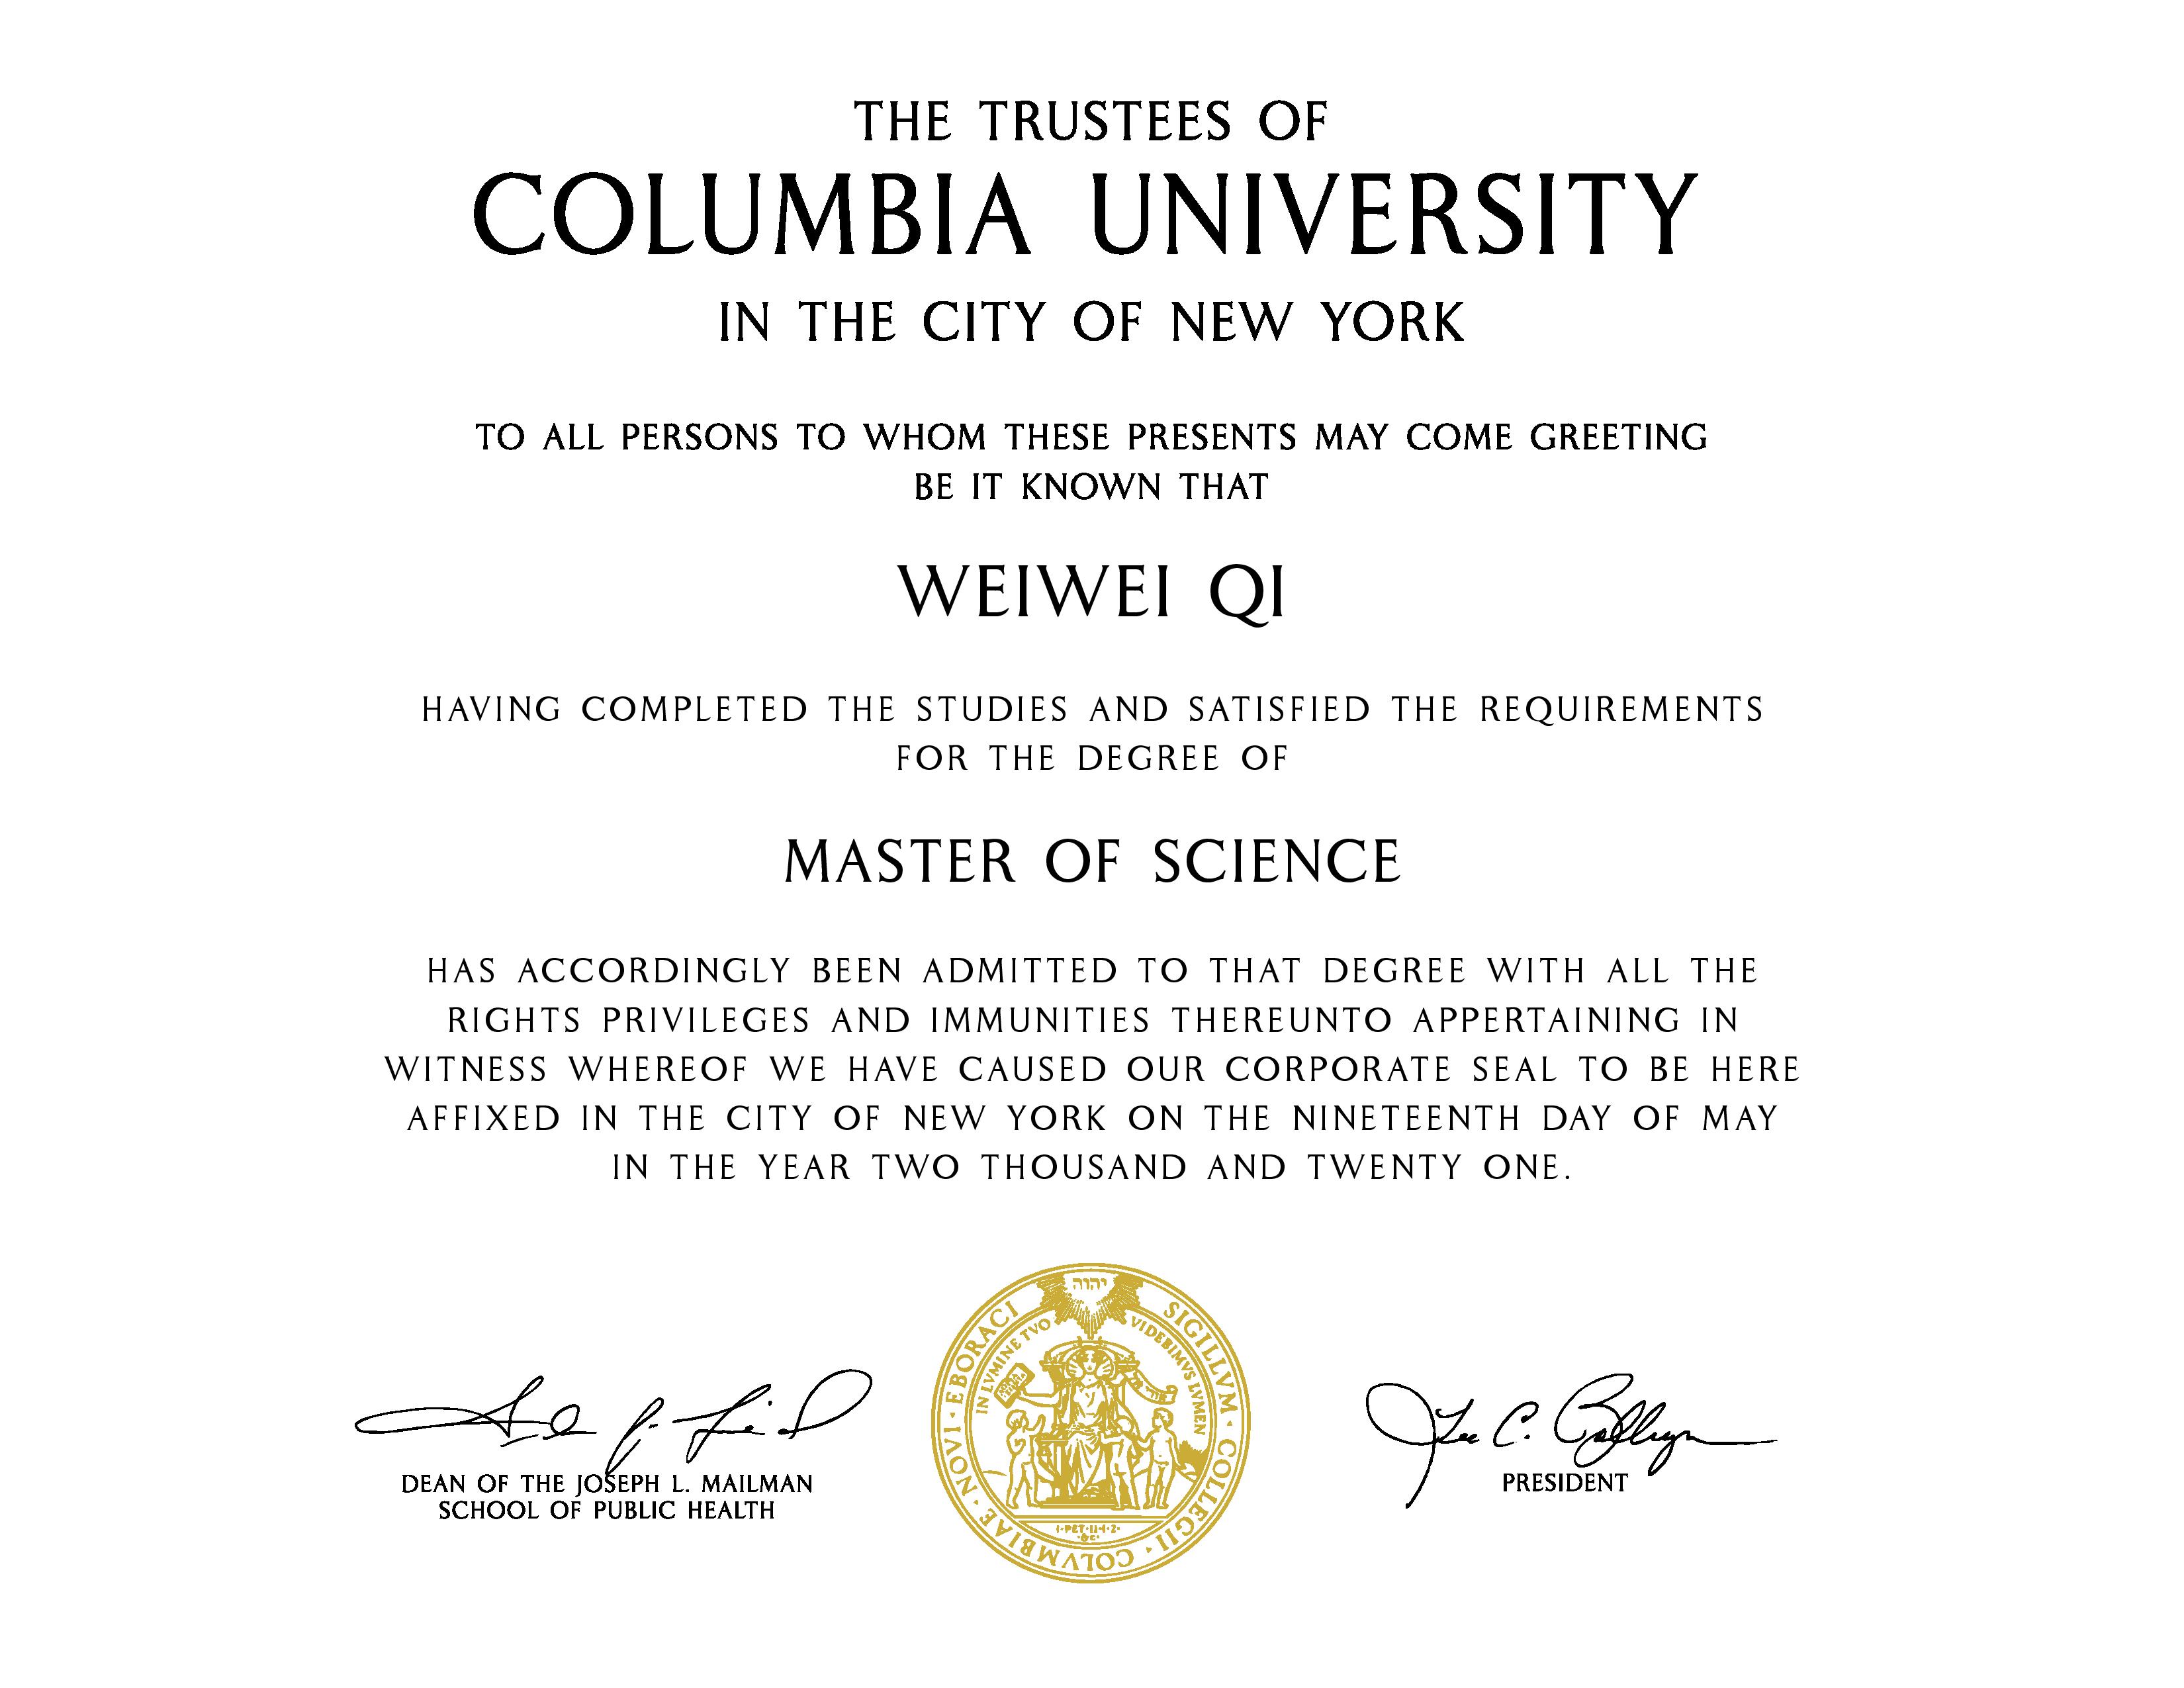 THE TRUSTEES OF
COLUMBIA UNIVERSITY
IN THE CITY OF NEW YORK
TO ALL PERSONS TO WHOM THESE PRESENTS MAY COME GREETING
BE IT KNOWN THAT
WEIWEI QI
HAVING COMPLETED THE STUDIES AND SATISFIED THE REQUIREMENTS
FOR THE DEGREE OF
MASTER OF SCIENCE
HAS ACCORDINGLY BEEN ADMITTED TO THAT DEGREE WITH ALL THE
RIGHTS PRIVILEGES AND IMMUNITIES THEREUNTO APPERTAINING IN
WITNESS WHEREOF WE HAVE CAUSED OUR CORPORATE SEAL TO BE HERE
AFFIXED IN THE CITY OF NEW YORK ON THE NINETEENTH DAY OF MAY
IN THE YEAR TWO THOUSAND AND TWENTY ONE.
DEAN OF THE JOSEPH L. MAILMAN
SCHOOL OF PUBLIC HEALTH
SIGILLVM · COLLEGII · COLVMBIAE · NOVI · EBORACI
יהוה
IN LVMINE TVO
VIDEBIMVS LVMEN
PRESIDENT